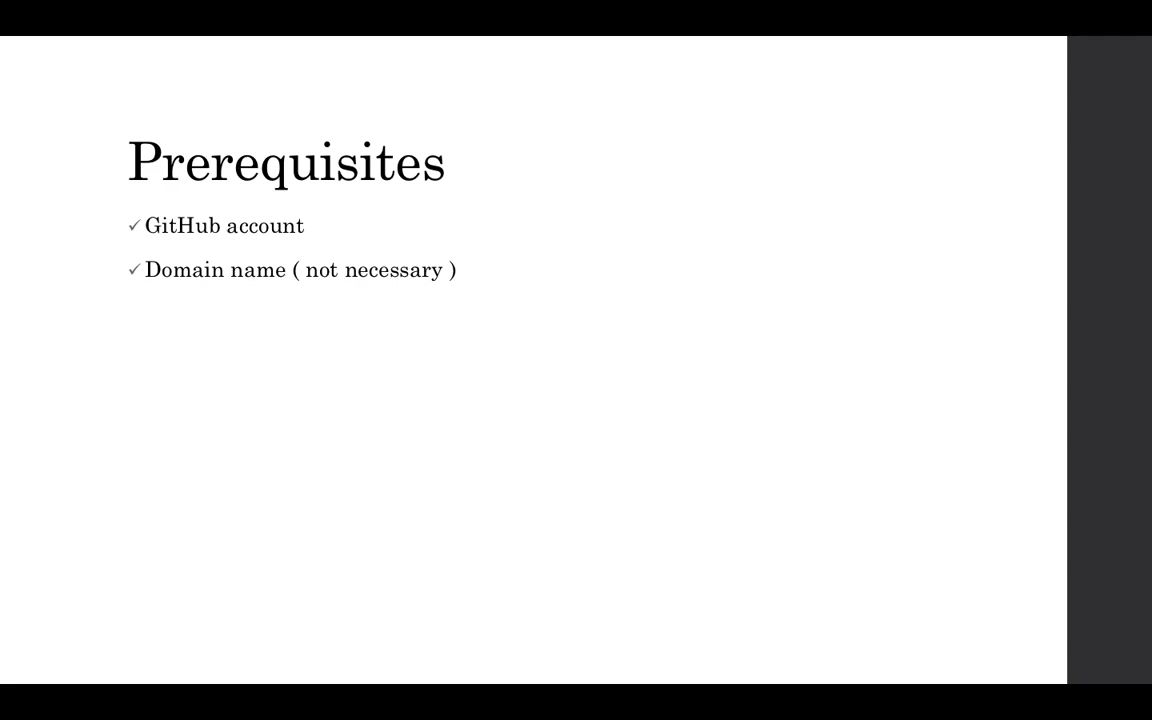 Prerequisites
✓GitHub account
✓Domain name ( not necessary )